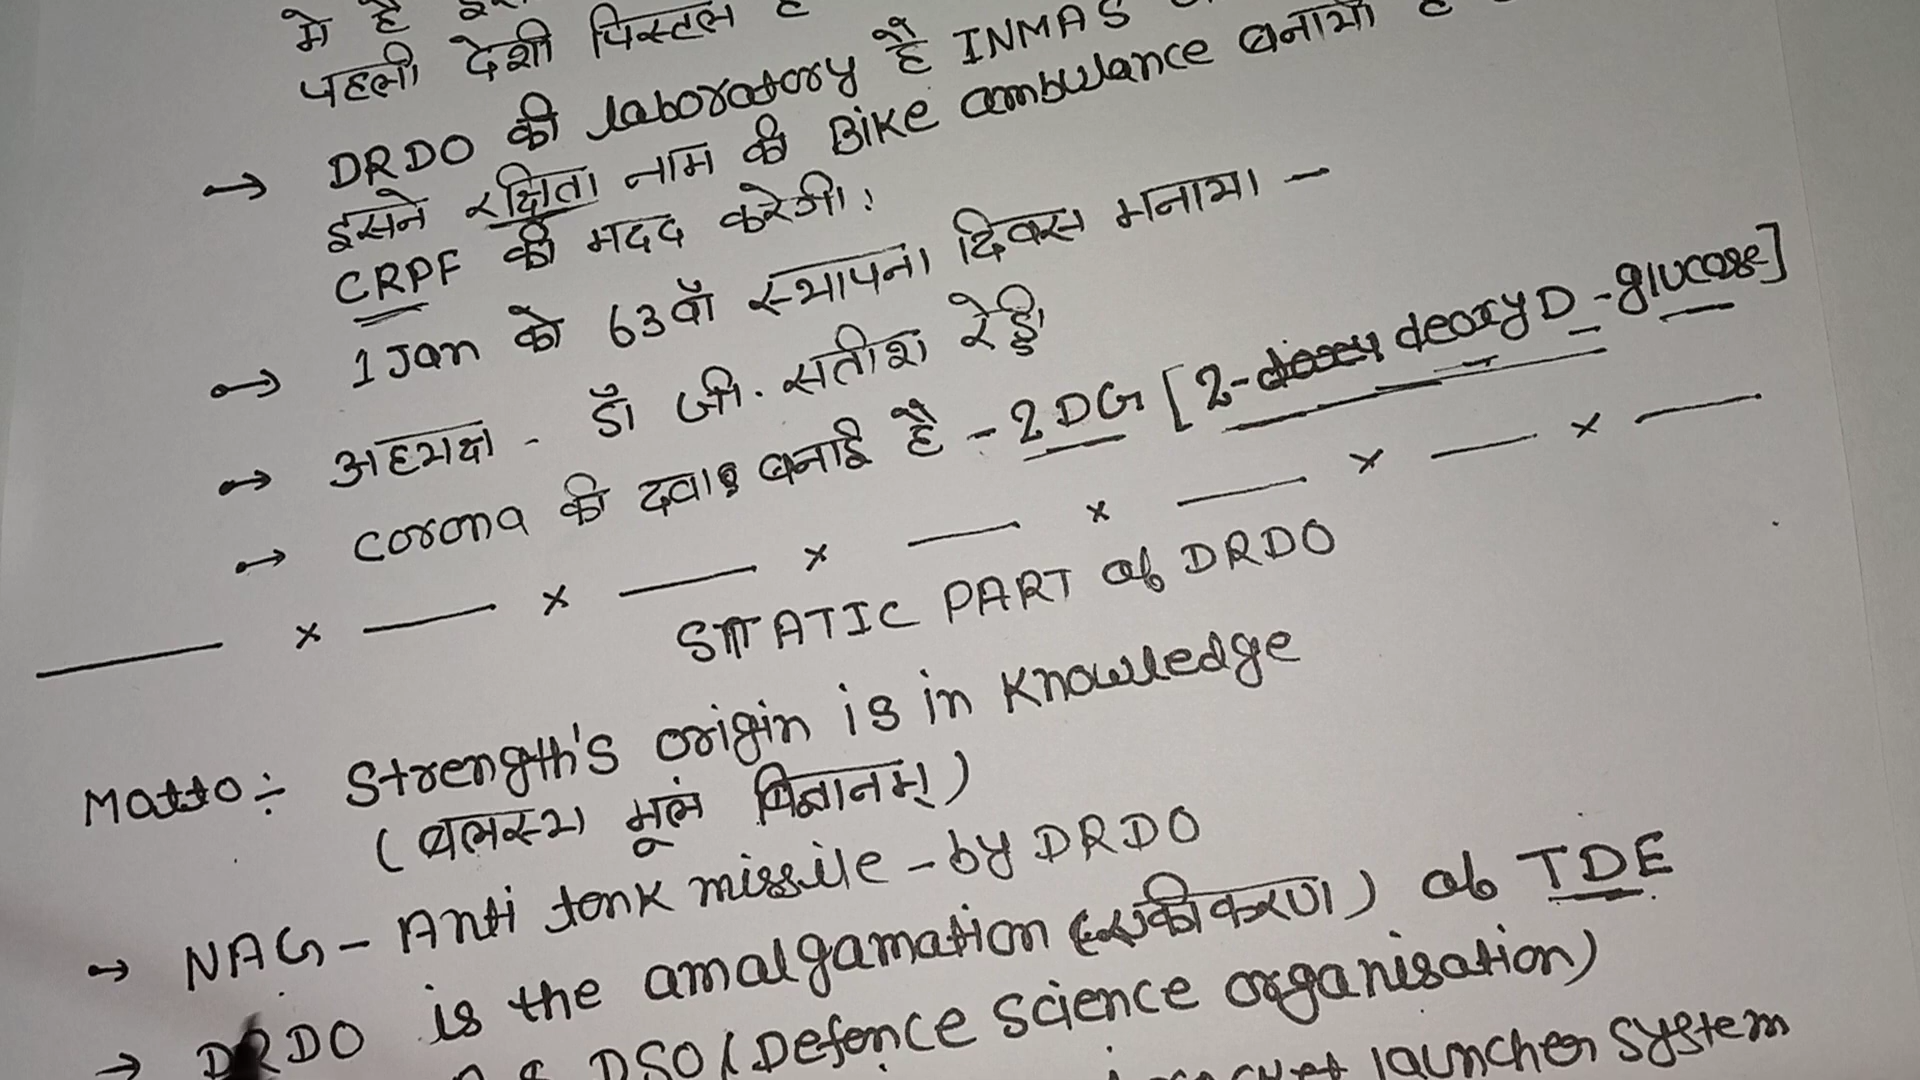 मे है
पहली देशी पिस्टल है
→ DRDO की laboratory है INMAS
इसने रक्षिता नाम की Bike ambulance बनायी है
CRPF की मदद करेगी।
→ 1 Jan को 63वाँ स्थापना दिवस मनाया -
→ अध्यक्ष - डॉ जी. सतीश रेड्डी
→ corona की दवाई बनाई है - 2DG [2-deoxy D-glucose]
— x — x — x — x — x — x —
STATIC PART of DRDO
Motto ÷ Strength's origin is in Knowledge
(बलस्य मूलं विज्ञानम्)
→ NAG - Anti tank missile - by DRDO
→ DRDO is the amalgamation (एकीकरण) of TDE
& DSO (Defence science organisation)
launcher system